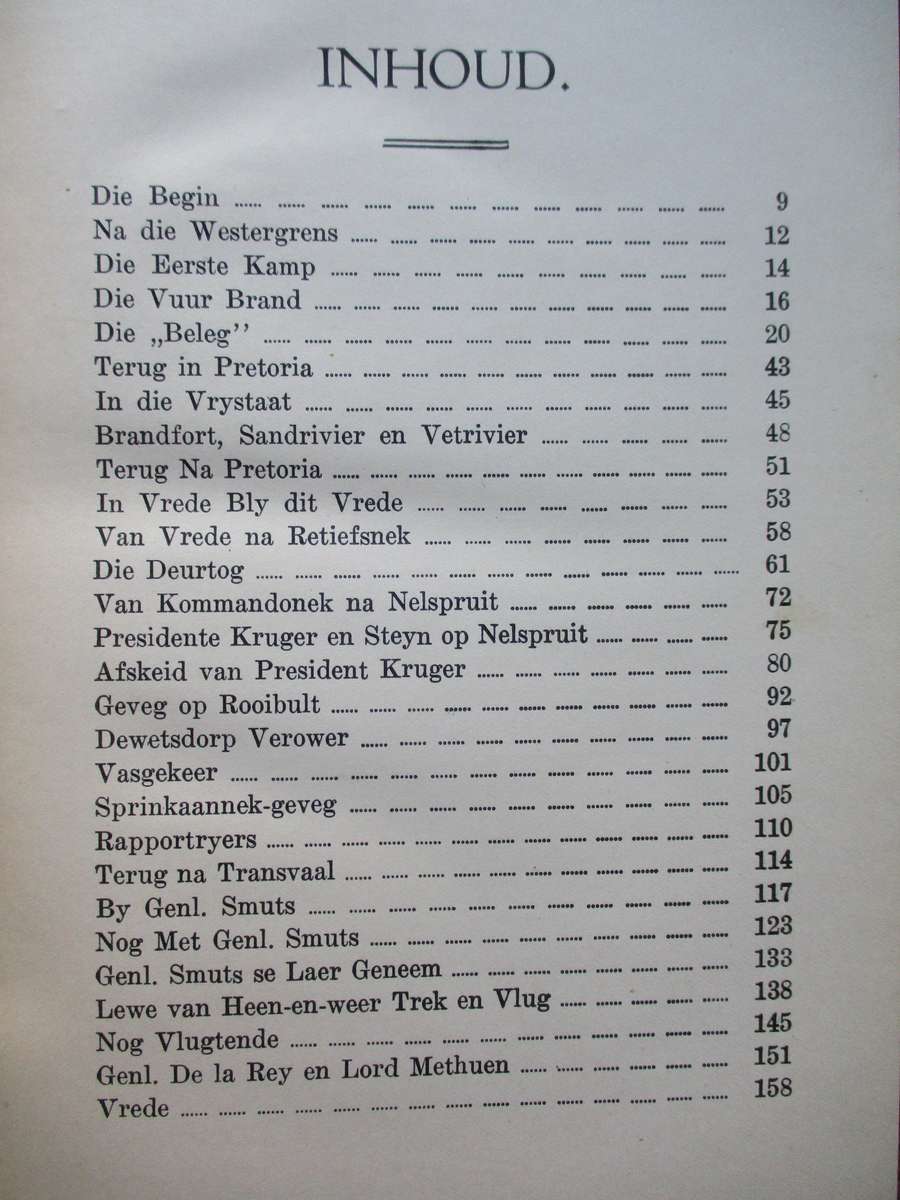 INHOUD.
Die Begin ...... ...... ...... ...... ...... ...... ...... ...... ...... ...... ...... ...... 9
Na die Westergrens ...... ...... ...... ...... ...... ...... ...... ...... ...... ...... 12
Die Eerste Kamp ...... ...... ...... ...... ...... ...... ...... ...... ...... ...... 14
Die Vuur Brand ...... ...... ...... ...... ...... ...... ...... ...... ...... ...... ...... 16
Die „Beleg” ...... ...... ...... ...... ...... ...... ...... ...... ...... ...... ...... ...... 20
Terug in Pretoria ...... ...... ...... ...... ...... ...... ...... ...... ...... ...... 43
In die Vrystaat ...... ...... ...... ...... ...... ...... ...... ...... ...... ...... ...... 45
Brandfort, Sandrivier en Vetrivier ...... ...... ...... ...... ...... 48
Terug Na Pretoria ...... ...... ...... ...... ...... ...... ...... ...... ...... ...... 51
In Vrede Bly dit Vrede ...... ...... ...... ...... ...... ...... ...... ...... 53
Van Vrede na Retiefsnek ...... ...... ...... ...... ...... ...... ...... ...... 58
Die Deurtog ...... ...... ...... ...... ...... ...... ...... ...... ...... ...... ...... ...... 61
Van Kommandonek na Nelspruit ...... ...... ...... ...... ...... ...... 72
Presidente Kruger en Steyn op Nelspruit ...... ...... ...... ...... 75
Afskeid van President Kruger ...... ...... ...... ...... ...... ...... ...... 80
Geveg op Rooibult ...... ...... ...... ...... ...... ...... ...... ...... ...... ...... ...... 92
Dewetsdorp Verower ...... ...... ...... ...... ...... ...... ...... ...... ...... ...... 97
Vasgekeer ...... ...... ...... ...... ...... ...... ...... ...... ...... ...... ...... ...... ...... 101
Sprinkaannek-geveg ...... ...... ...... ...... ...... ...... ...... ...... ...... ...... 105
Rapportryers ...... ...... ...... ...... ...... ...... ...... ...... ...... ...... ...... ...... 110
Terug na Transvaal ...... ...... ...... ...... ...... ...... ...... ...... ...... ...... 114
By Genl. Smuts ...... ...... ...... ...... ...... ...... ...... ...... ...... ...... ...... 117
Nog Met Genl. Smuts ...... ...... ...... ...... ...... ...... ...... ...... ...... 123
Genl. Smuts se Laer Geneem ...... ...... ...... ...... ...... ...... ...... 133
Lewe van Heen-en-weer Trek en Vlug ...... ...... ...... ...... ...... 138
Nog Vlugtende ...... ...... ...... ...... ...... ...... ...... ...... ...... ...... ...... 145
Genl. De la Rey en Lord Methuen ...... ...... ...... ...... ...... ...... 151
Vrede ...... ...... ...... ...... ...... ...... ...... ...... ...... ...... ...... ...... ...... ...... 158